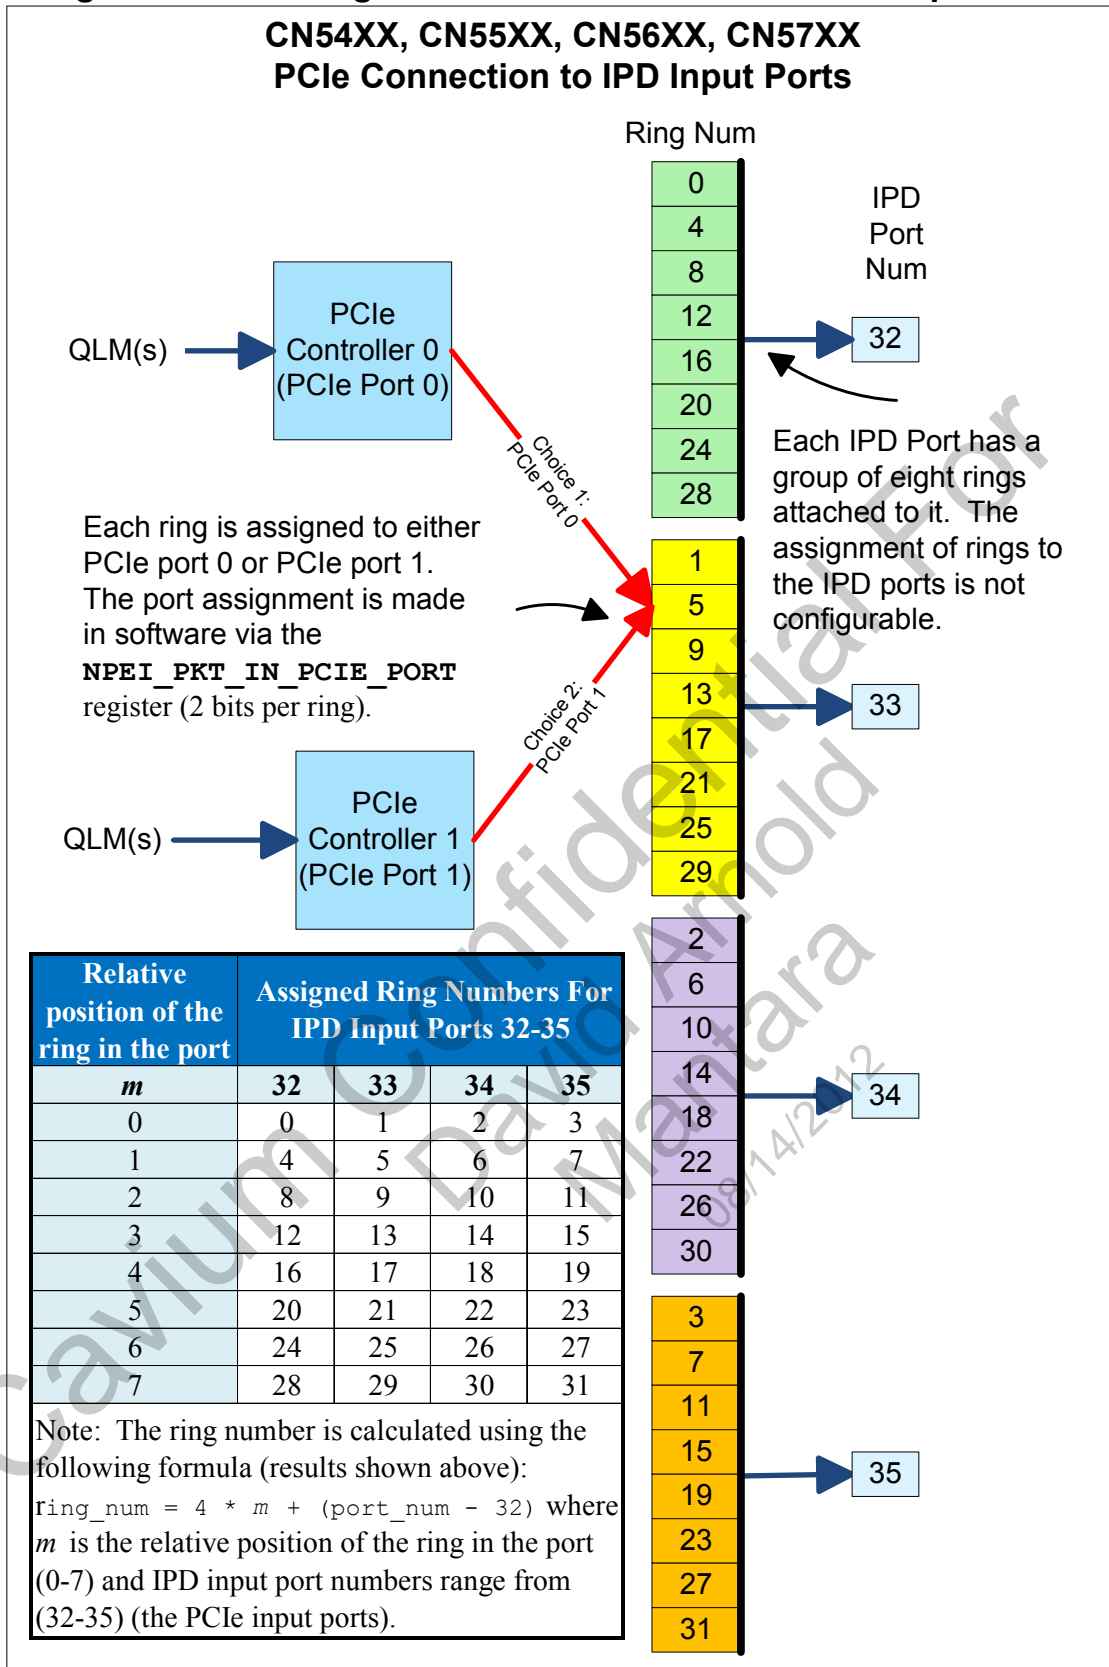 CN54XX, CN55XX, CN56XX, CN57XX
PCIe Connection to IPD Input Ports
Ring Num
0
4
8
12
16
20
24
28
IPD
Port
Num
32
QLM(s)
PCIe
Controller 0
(PCIe Port 0)
Choice 1:
PCIe Port 0
Each IPD Port has a
group of eight rings
attached to it. The
assignment of rings to
the IPD ports is not
configurable.
Each ring is assigned to either
PCIe port 0 or PCIe port 1.
The port assignment is made
in software via the
NPEI_PKT_IN_PCIE_PORT
register (2 bits per ring).
1
5
9
13
17
21
25
29
33
Choice 2:
PCIe Port 1
QLM(s)
PCIe
Controller 1
(PCIe Port 1)
2
6
10
14
18
22
26
30
34
3
7
11
15
19
23
27
31
35
Relative
position of the
ring in the port
Assigned Ring Numbers For
IPD Input Ports 32-35
m 32 33 34 35
0 0 1 2 3
1 4 5 6 7
2 8 9 10 11
3 12 13 14 15
4 16 17 18 19
5 20 21 22 23
6 24 25 26 27
7 28 29 30 31
Note: The ring number is calculated using the
following formula (results shown above):
ring_num = 4 * m + (port_num - 32) where
m is the relative position of the ring in the port
(0-7) and IPD input port numbers range from
(32-35) (the PCIe input ports).
Cavium Confidential For
David Arnold
Mantara
08/14/2012